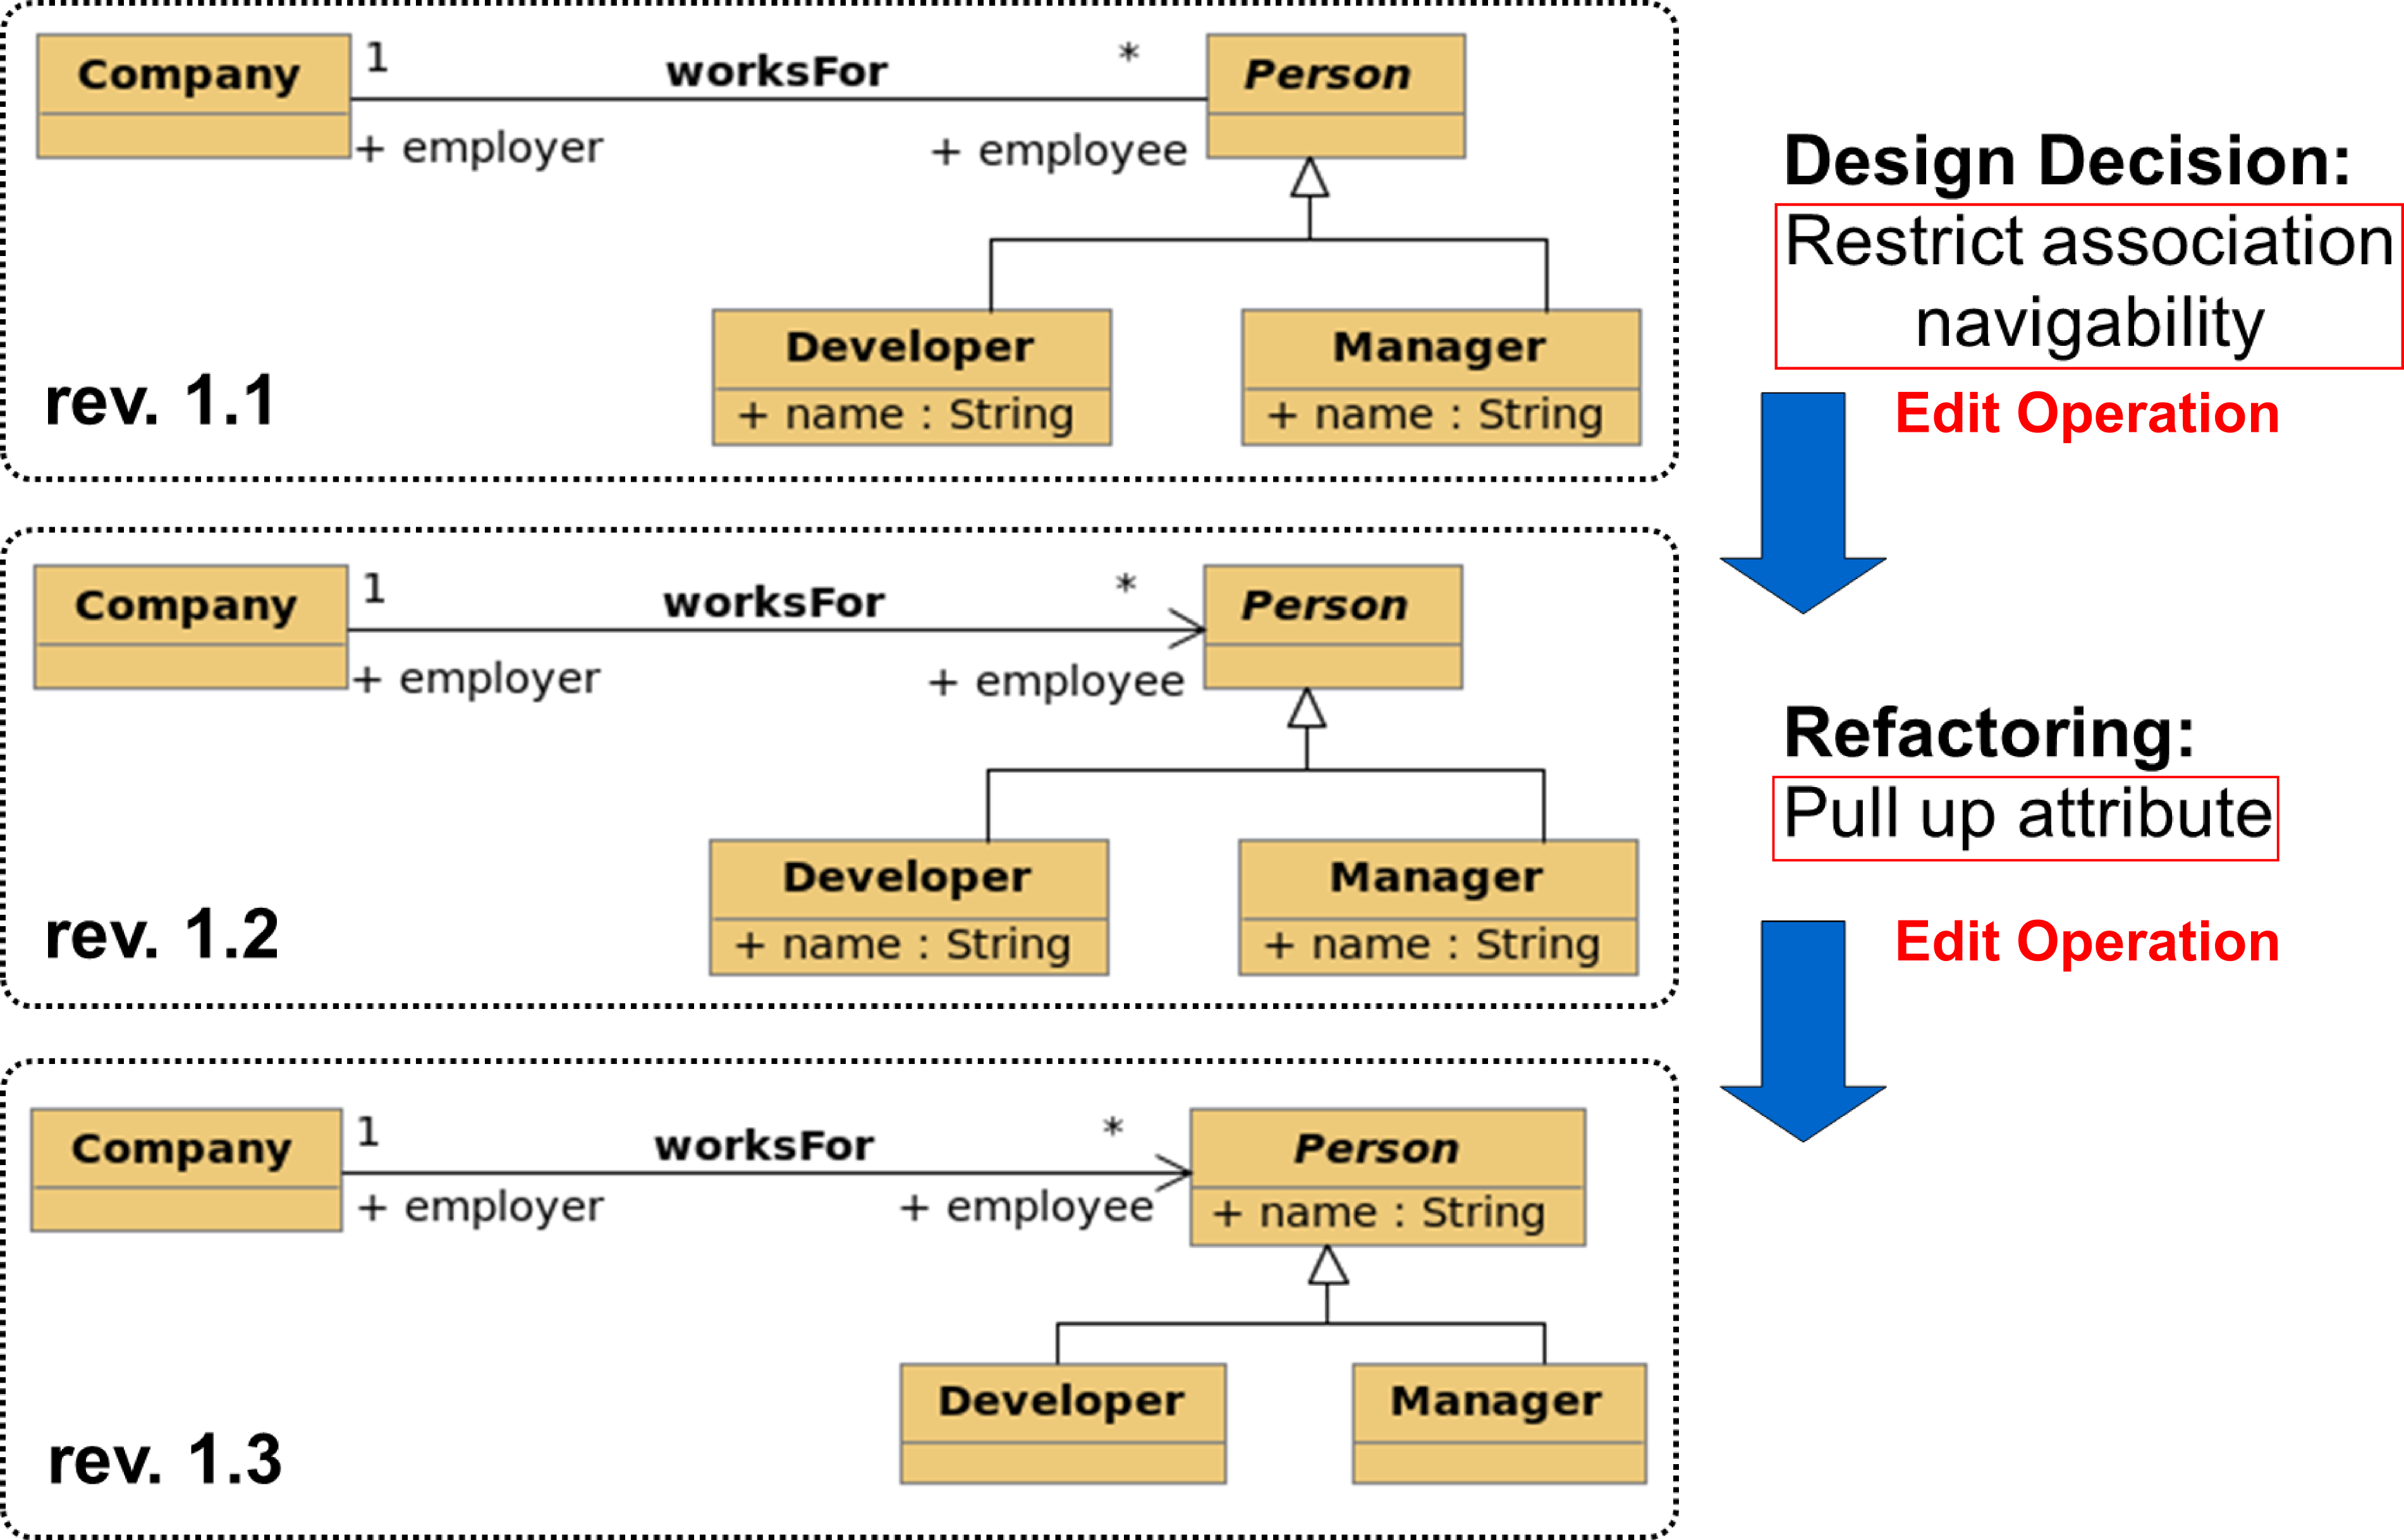 Company
1
worksFor
*
Person
+ employer
+ employee
Developer
+ name : String
Manager
+ name : String
rev. 1.1
Design Decision:
Restrict association
navigability
Edit Operation
Company
1
worksFor
*
Person
+ employer
+ employee
Developer
+ name : String
Manager
+ name : String
rev. 1.2
Refactoring:
Pull up attribute
Edit Operation
Company
1
worksFor
*
Person
+ name : String
+ employer
+ employee
Developer
Manager
rev. 1.3